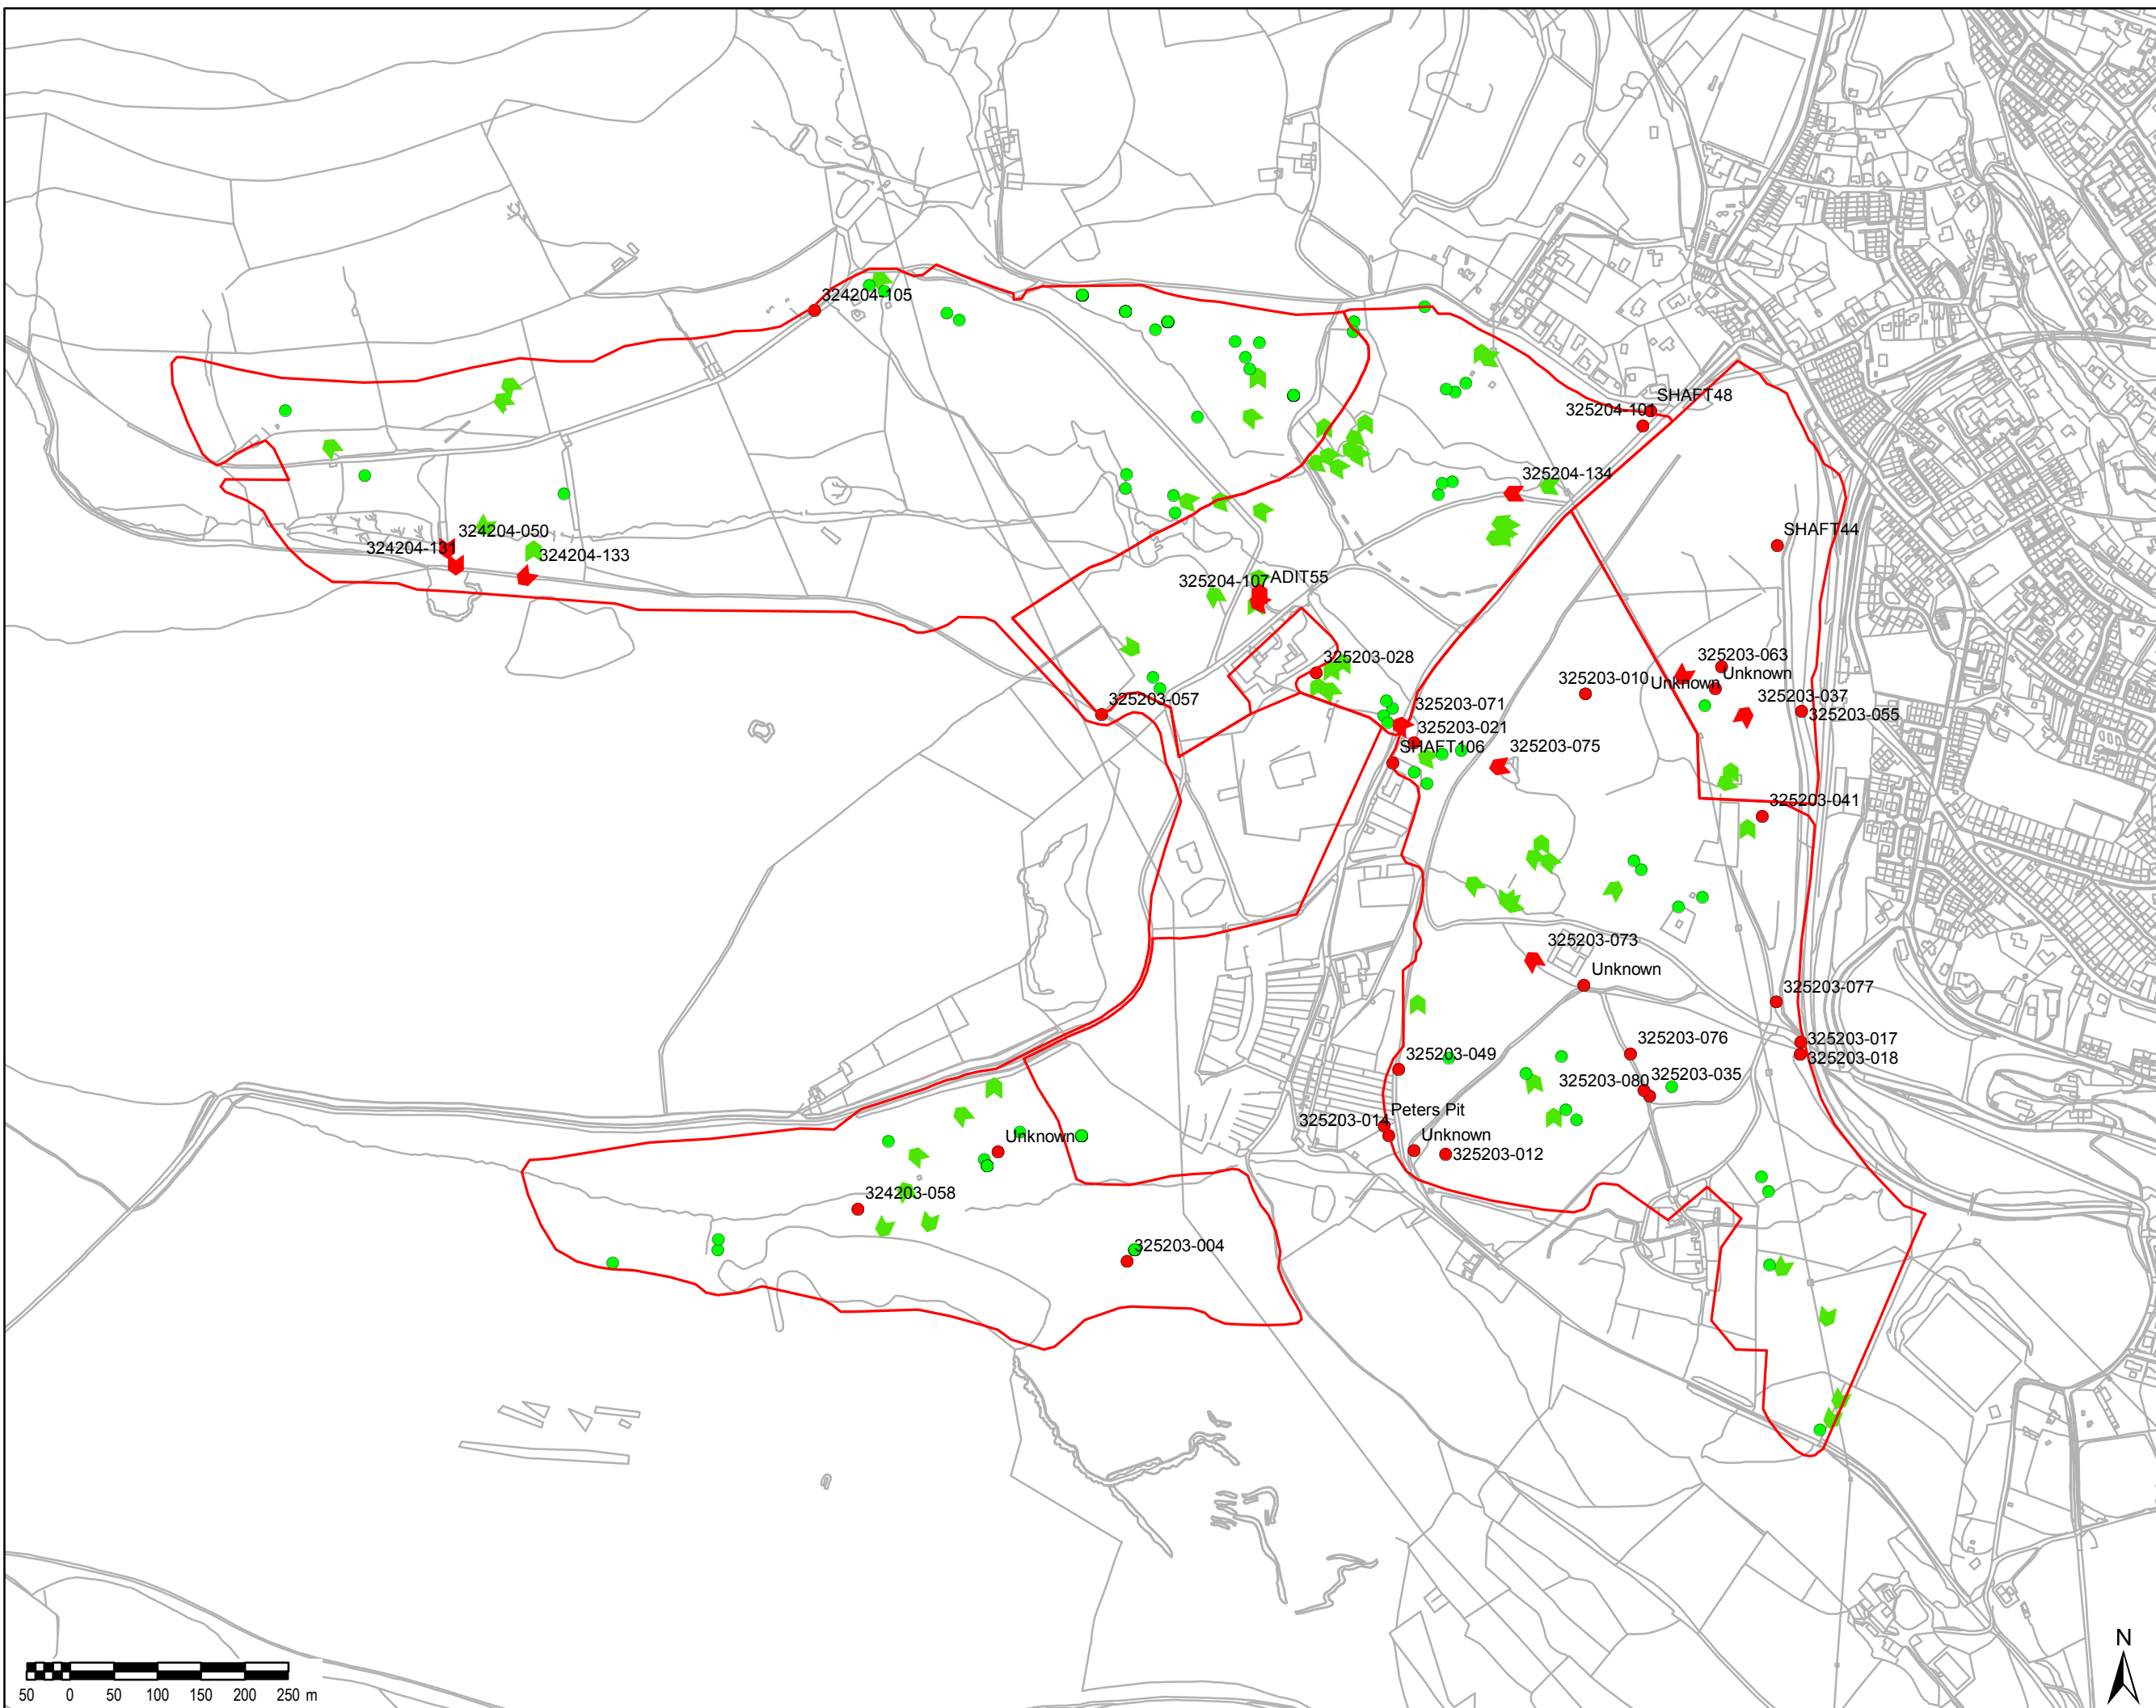 324204-105
SHAFT48
325204-101
325204-134
324204-050
324204-131
324204-133
SHAFT44
325204-107
ADIT55
325203-028
325203-063
Unknown
325203-010
Unknown
325203-037
325203-057
325203-071
325203-055
325203-021
SHAFT106
325203-075
325203-041
325203-073
Unknown
325203-077
325203-076
325203-017
325203-049
325203-018
325203-080
325203-035
Peters Pit
325203-014
Unknown
Unknown
325203-012
324203-058
325203-004
N
50 0 50 100 150 200 250 m